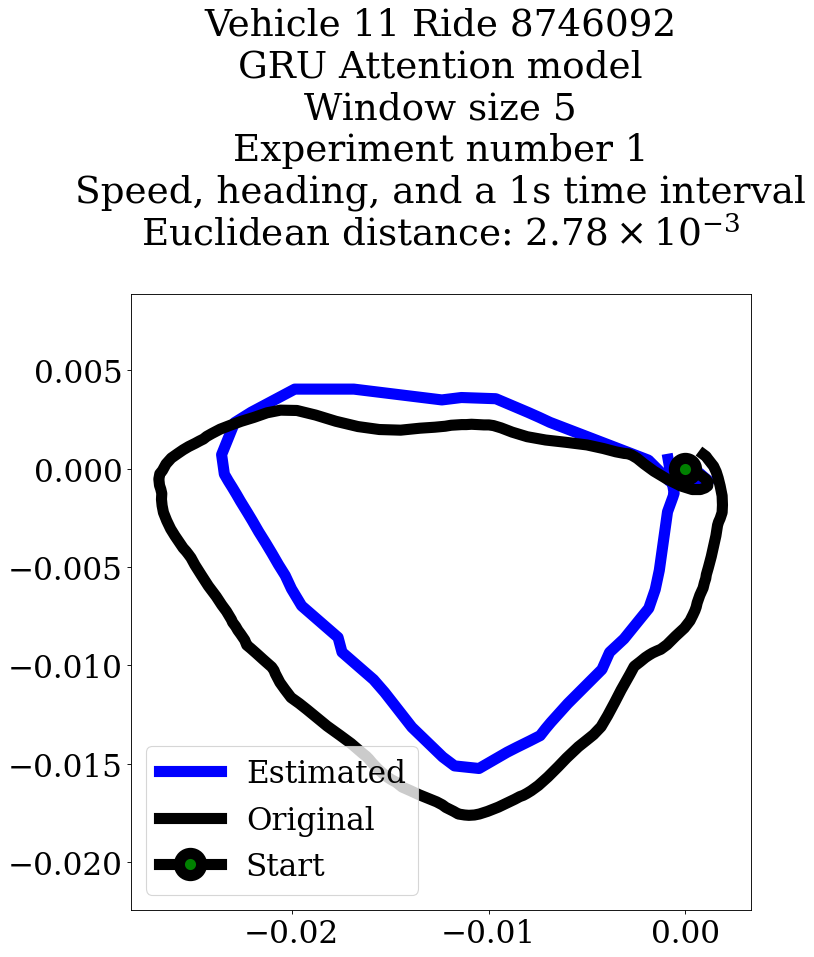 Vehicle 11 Ride 8746092
GRU Attention model
Window size 5
Experiment number 1
Speed, heading, and a 1s time interval
Euclidean distance: 2.78 × 10⁻³
0.005
0.000
−0.005
−0.010
−0.015
−0.020
Estimated
Original
Start
−0.02 −0.01 0.00